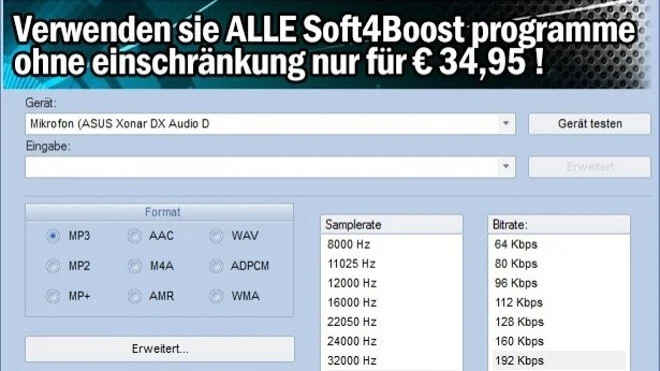 Verwenden sie ALLE Soft4Boost programme
ohne einschränkung nur für € 34,95 !
Gerät:
Mikrofon (ASUS Xonar DX Audio D
Gerät testen
Eingabe:
Erweitert
Format
MP3 AAC WAV
MP2 M4A ADPCM
MP+ AMR WMA
Erweitert...
Samplerate
8000 Hz
11025 Hz
12000 Hz
16000 Hz
22050 Hz
24000 Hz
32000 Hz
Bitrate:
64 Kbps
80 Kbps
96 Kbps
112 Kbps
128 Kbps
160 Kbps
192 Kbps